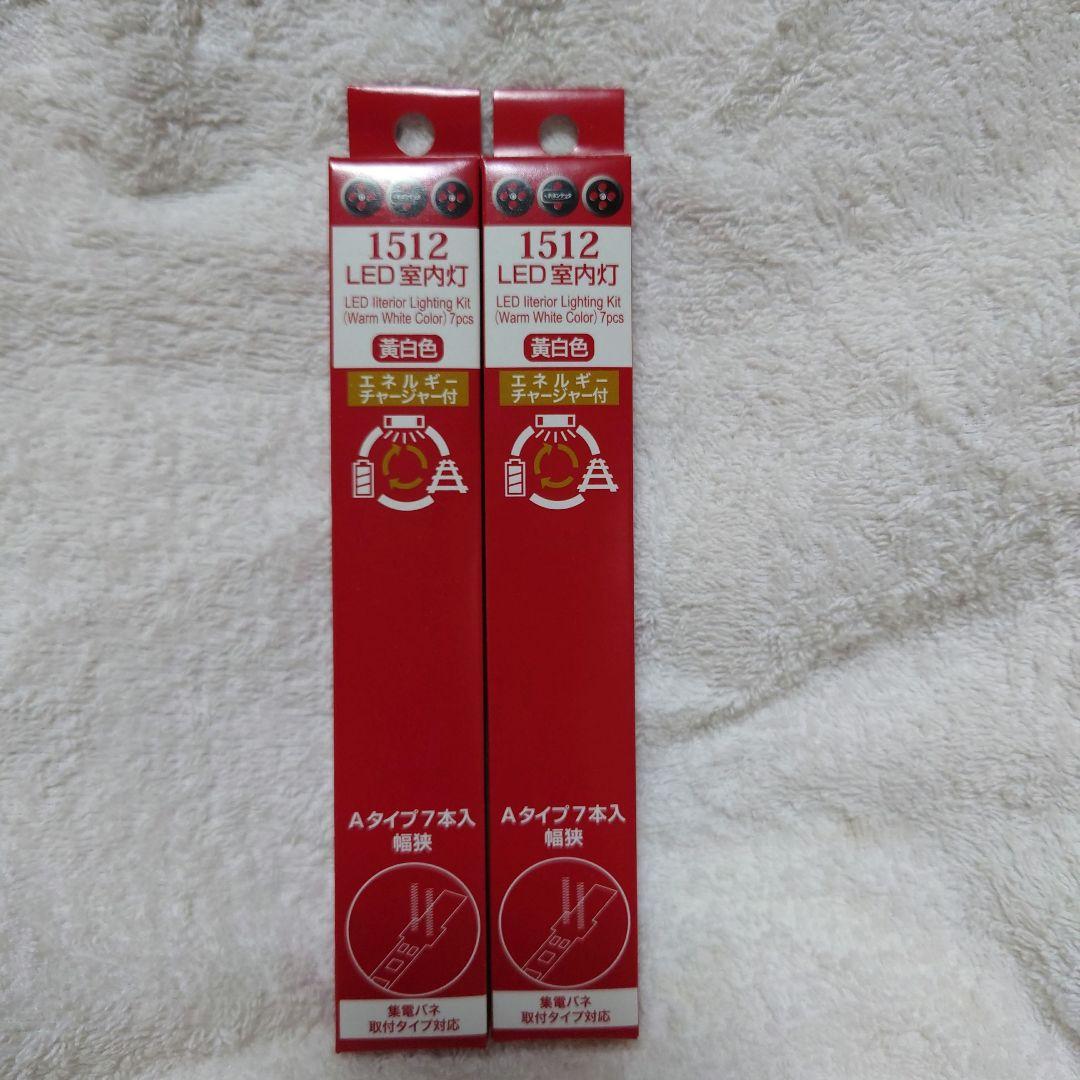 1512
LED 室内灯
LED Iiterior Lighting Kit
(Warm White Color) 7pcs
黄白色
エネルギー
チャージャー付
Aタイプ7本入
幅狭
集電バネ
取付タイプ対応
1512
LED 室内灯
LED Iiterior Lighting Kit
(Warm White Color) 7pcs
黄白色
エネルギー
チャージャー付
Aタイプ7本入
幅狭
集電バネ
取付タイプ対応